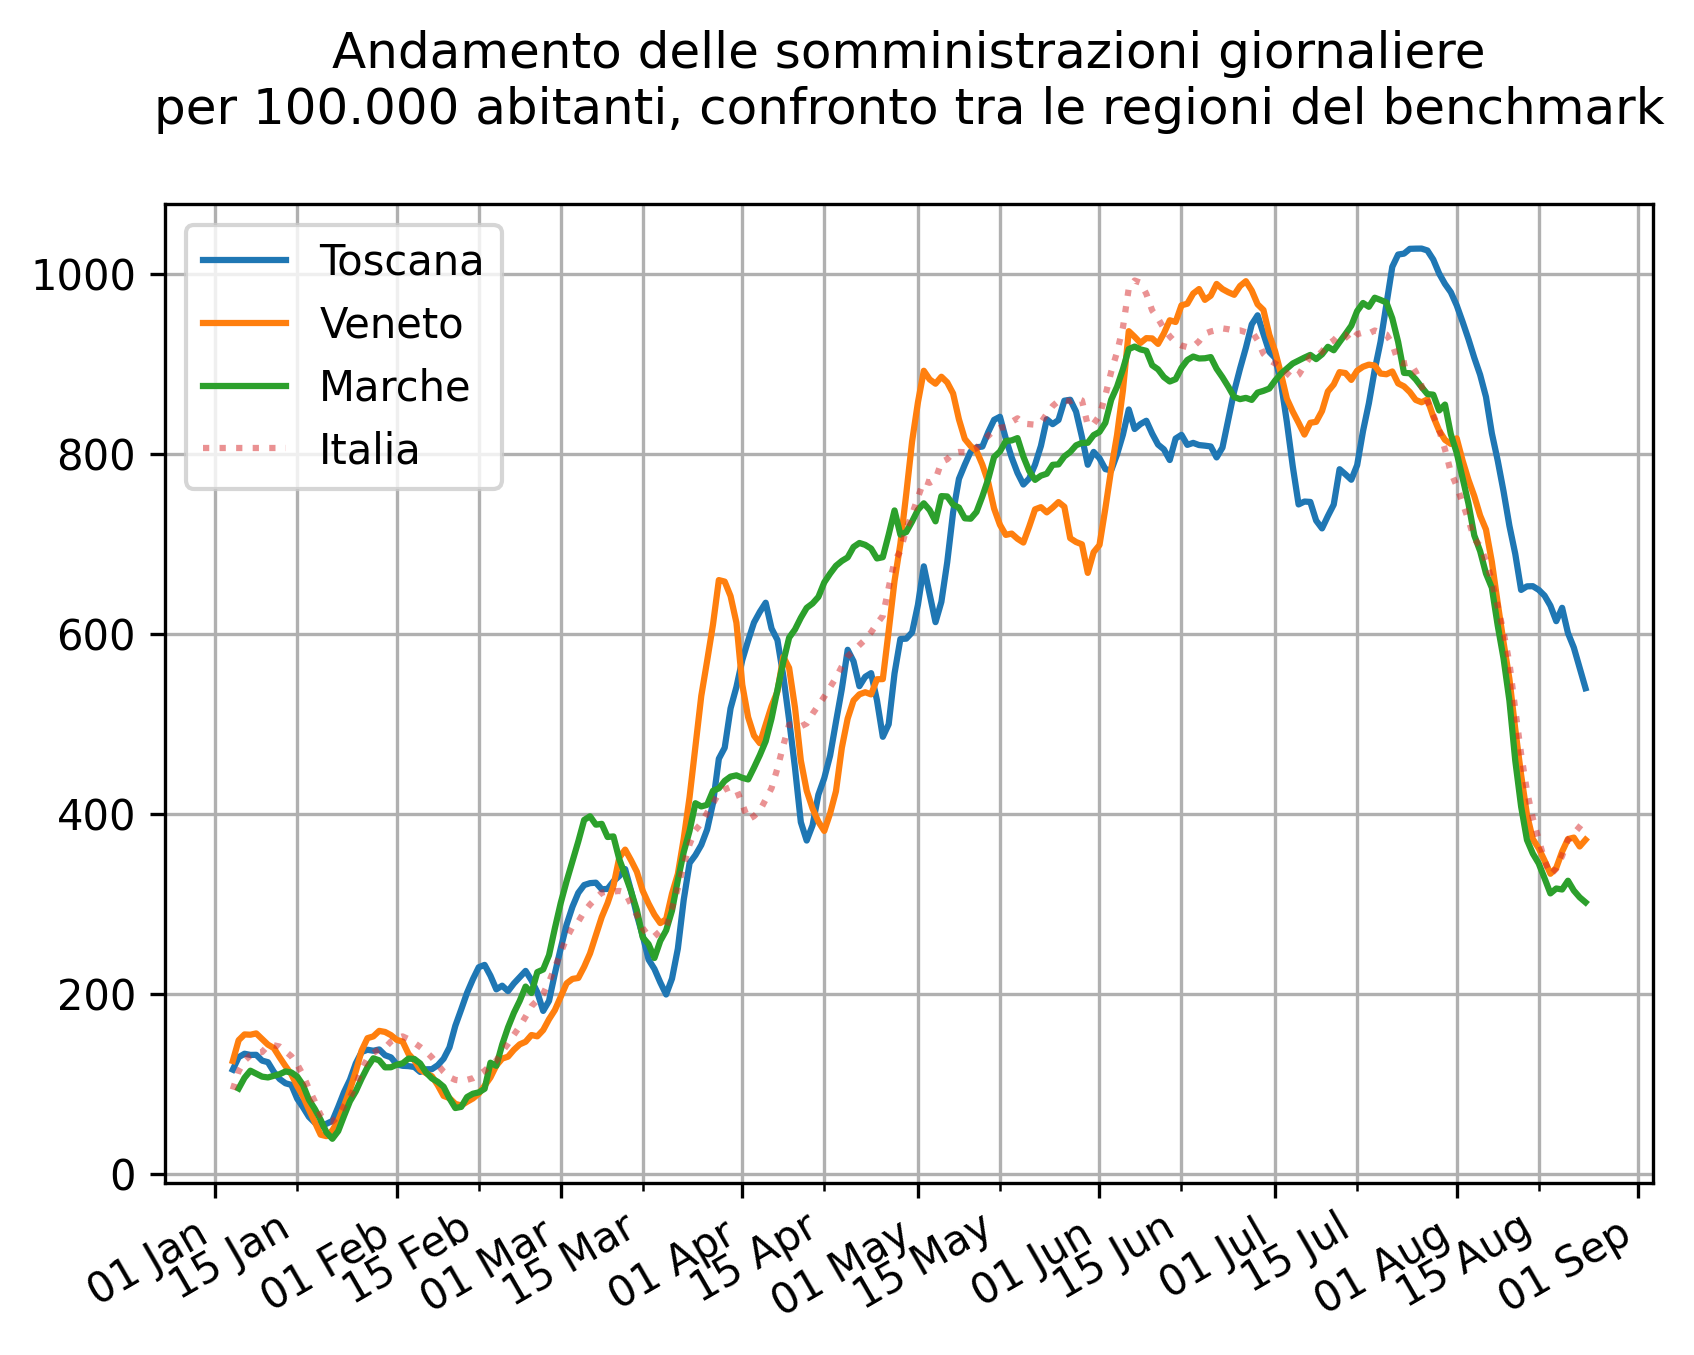 Andamento delle somministrazioni giornaliere
per 100.000 abitanti, confronto tra le regioni del benchmark
Toscana
Veneto
Marche
Italia
1000
800
600
400
200
0
01 Jan
15 Jan
01 Feb
15 Feb
01 Mar
15 Mar
01 Apr
15 Apr
01 May
15 May
01 Jun
15 Jun
01 Jul
15 Jul
01 Aug
15 Aug
01 Sep